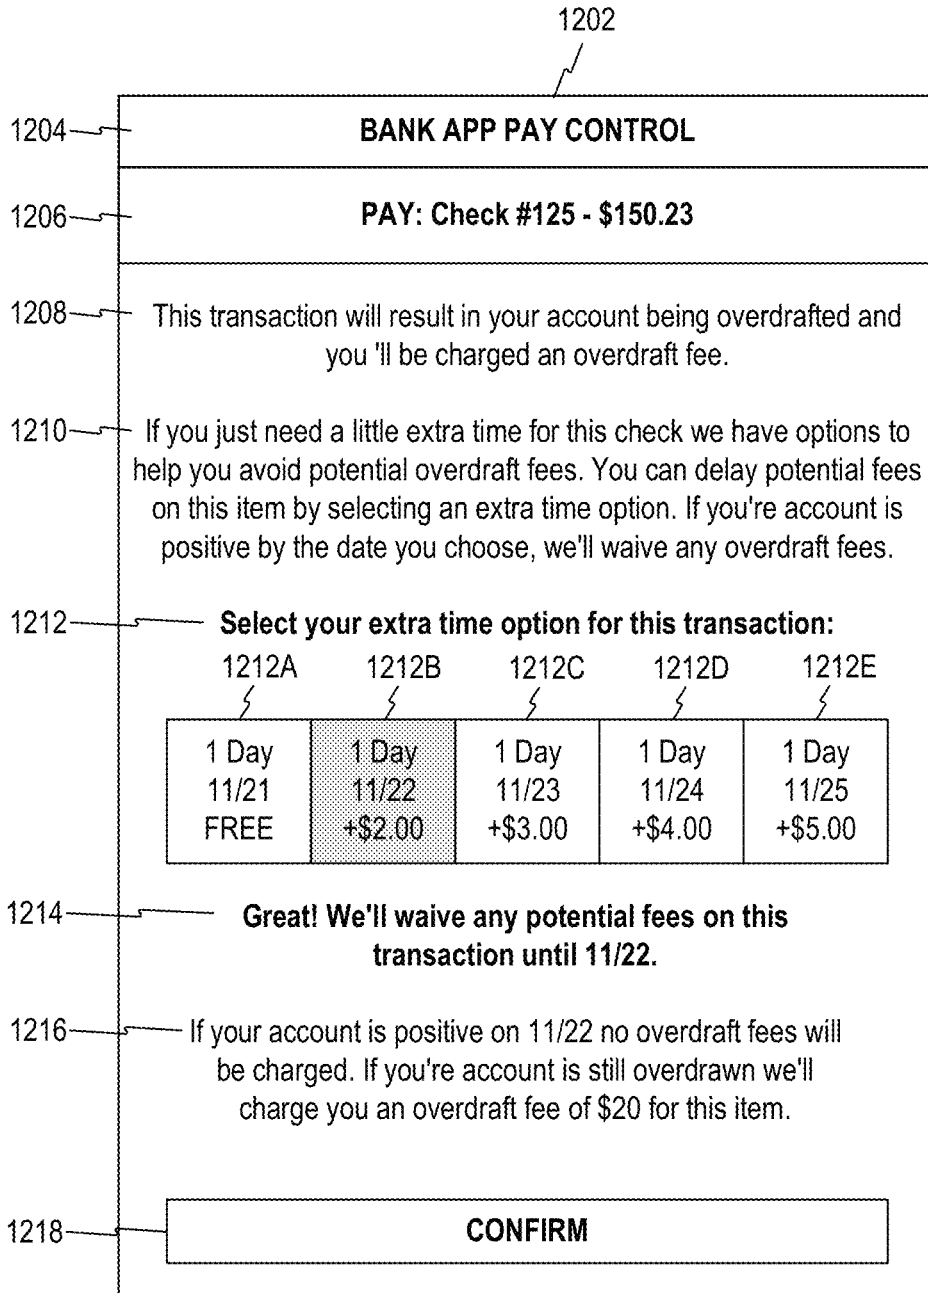 1202
1204 BANK APP PAY CONTROL
1206 PAY: Check #125 - $150.23
1208 This transaction will result in your account being overdrafted and
you 'll be charged an overdraft fee.
1210 If you just need a little extra time for this check we have options to
help you avoid potential overdraft fees. You can delay potential fees
on this item by selecting an extra time option. If you're account is
positive by the date you choose, we'll waive any overdraft fees.
1212 Select your extra time option for this transaction:
1212A 1212B 1212C 1212D 1212E
1 Day 1 Day 1 Day 1 Day 1 Day
11/21 11/22 11/23 11/24 11/25
FREE +$2.00 +$3.00 +$4.00 +$5.00
1214 Great! We'll waive any potential fees on this
transaction until 11/22.
1216 If your account is positive on 11/22 no overdraft fees will
be charged. If you're account is still overdrawn we'll
charge you an overdraft fee of $20 for this item.
1218 CONFIRM